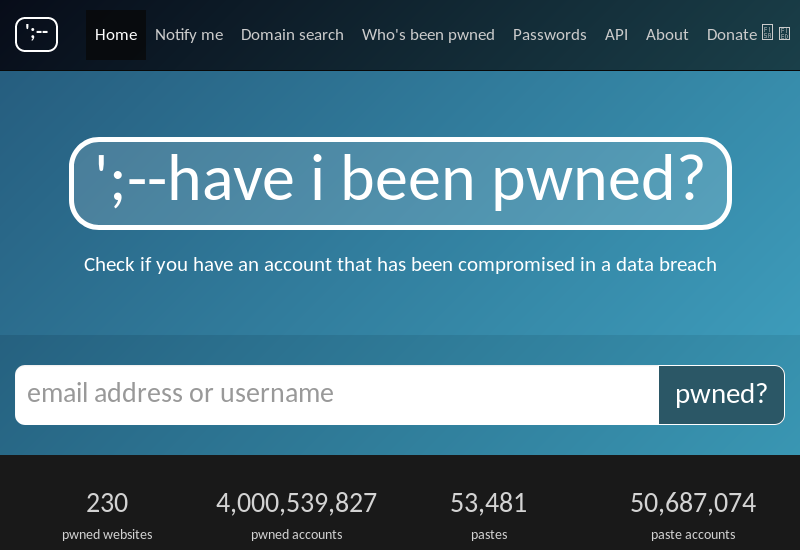 ';--
Home Notify me Domain search Who's been pwned Passwords API About Donate
';--have i been pwned?
Check if you have an account that has been compromised in a data breach
email address or username pwned?
230 4,000,539,827 53,481 50,687,074
pwned websites pwned accounts pastes paste accounts